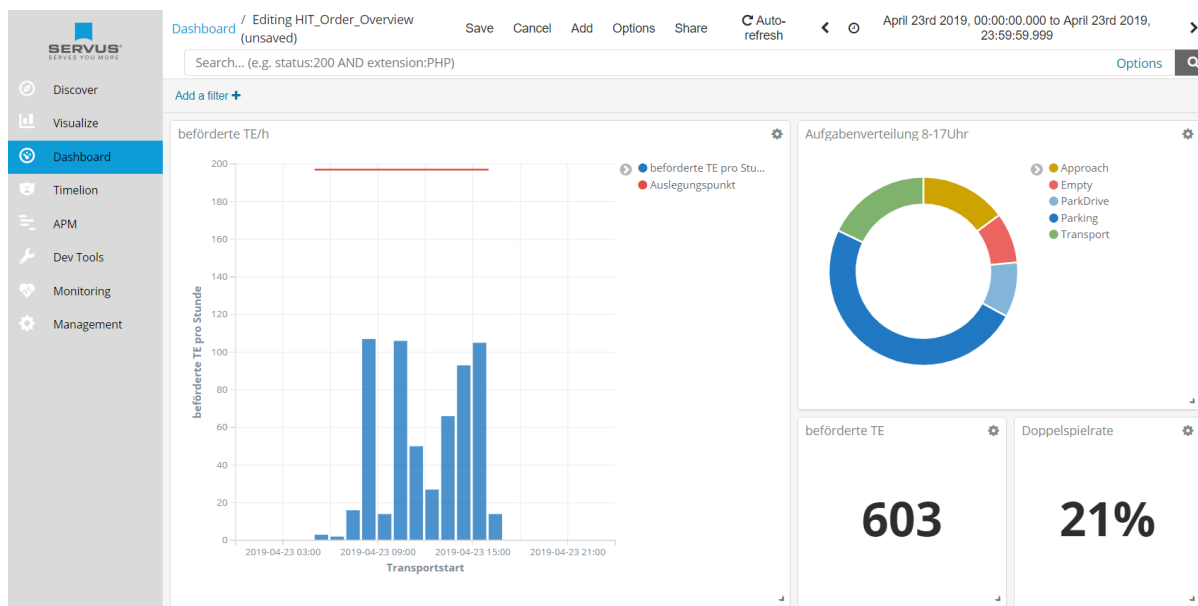 SERVUS
SERVES YOU MORE
Discover
Visualize
Dashboard
Timelion
APM
Dev Tools
Monitoring
Management
Dashboard / Editing HIT_Order_Overview
(unsaved)
Save Cancel Add Options Share Auto-
refresh
April 23rd 2019, 00:00:00.000 to April 23rd 2019,
23:59:59.999
Search... (e.g. status:200 AND extension:PHP) Options
Add a filter +
beförderte TE/h
beförderte TE pro Stunde
200
180
160
140
120
100
80
60
40
20
0
2019-04-23 03:00 2019-04-23 09:00 2019-04-23 15:00 2019-04-23 21:00
Transportstart
beförderte TE pro Stu...
Auslegungspunkt
Aufgabenverteilung 8-17Uhr
Approach
Empty
ParkDrive
Parking
Transport
beförderte TE
603
Doppelspielrate
21%